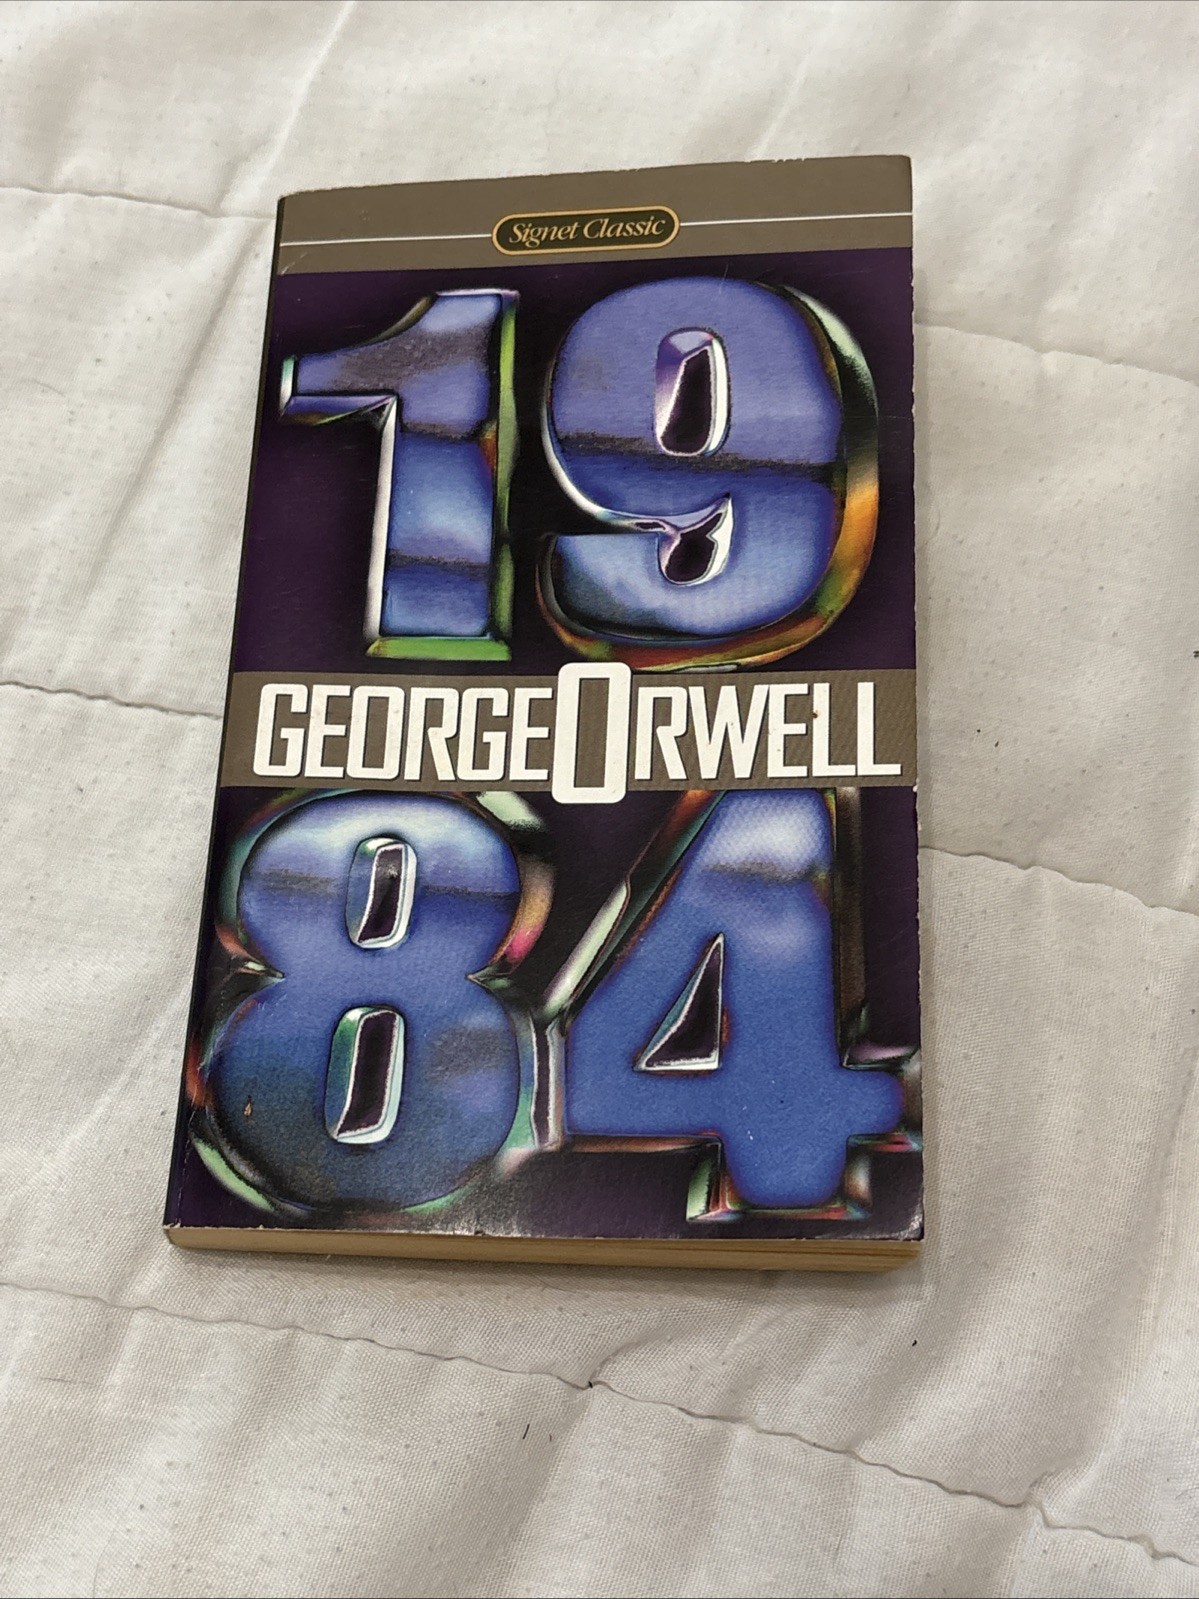 Signet Classic
19
GEORGE ORWELL
84